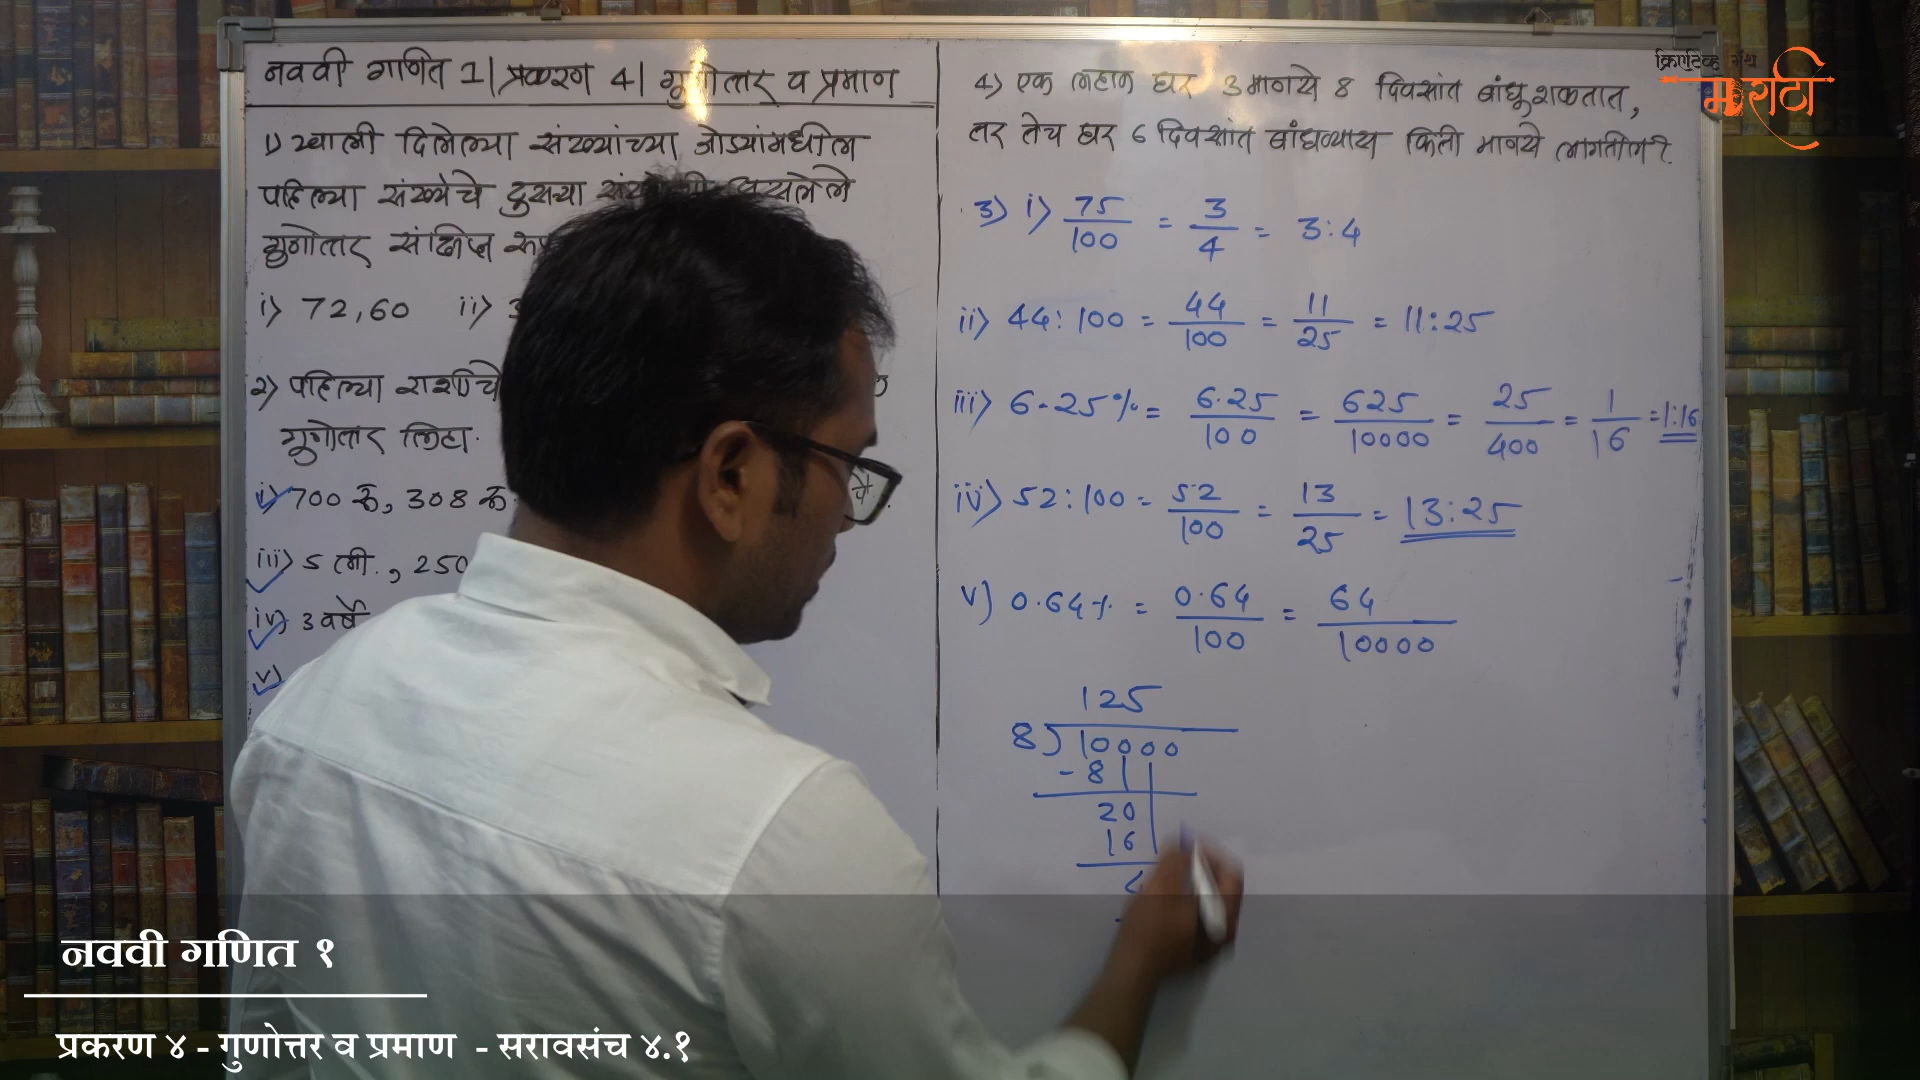 नववी गणित 1| प्रकरण 4| गुणोत्तर व प्रमाण
1) खाली दिलेल्या संख्यांच्या जोड्यांमधील
पहिल्या संख्येचे दुसऱ्या
गुणोत्तर संक्षिप्त
i) 72, 60 ii)
2) पहिल्या राशीचे
गुणोत्तर लिहा.
i) 700 रू, 308 रू.
iii) 5 ली., 250
iv) 3 वर्षे
v)
4) एक लहान घर 3 माणसे 8 दिवसांत बांधू शकतात,
तर तेच घर 6 दिवसांत बांधण्यास किती माणसे लागतील?
3) i) 75/100 = 3/4 = 3:4
ii) 44:100 = 44/100 = 11/25 = 11:25
iii) 6.25% = 6.25/100 = 625/10000 = 25/400 = 1/16 = 1:16
iv) 52:100 = 52/100 = 13/25 = 13:25
v) 0.64% = 0.64/100 = 64/10000
125
8) 10000
- 8
20
16
4
क्रिएटिव्ह मंथ
मराठी
नववी गणित १
प्रकरण ४ - गुणोत्तर व प्रमाण - सरावसंच ४.१